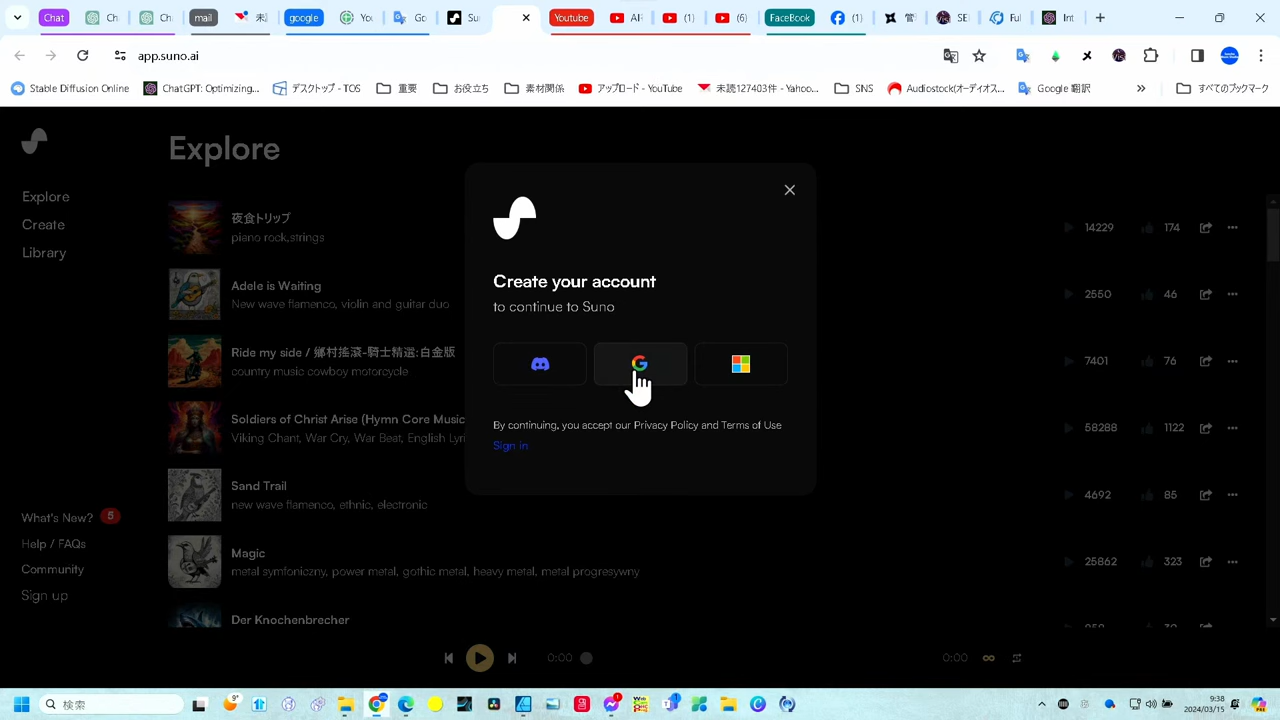 Chat
mail
未
google
Yo
Go
Su
Youtube
AI
(1)
(6)
FaceBook
(1)
管
SE
Ful
Int
app.suno.ai
Stable Diffusion Online
ChatGPT: Optimizing...
デスクトップ - TOS
重要
お役立ち
素材関係
アップロード - YouTube
未読127403件 - Yahoo...
SNS
Audiostock(オーディオス...
Google 翻訳
»
すべてのブックマーク
Explore
Explore
Create
Library
夜食トリップ
piano rock,strings
14229
174
Adele is Waiting
New wave flamenco, violin and guitar duo
2550
46
Ride my side / 鄉村搖滾-騎士精選:白金版
country music cowboy motorcycle
7401
76
Soldiers of Christ Arise (Hymn Core Music
Viking Chant, War Cry, War Beat, English Lyri
58288
1122
Sand Trail
new wave flamenco, ethnic, electronic
4692
85
Magic
metal symfoniczny, power metal, gothic metal, heavy metal, metal progresywny
25862
323
Der Knochenbrecher
Create your account
to continue to Suno
By continuing, you accept our Privacy Policy and Terms of Use
Sign in
What's New? 5
Help / FAQs
Community
Sign up
0:00
0:00
検索
9°
9:38
2024/03/15